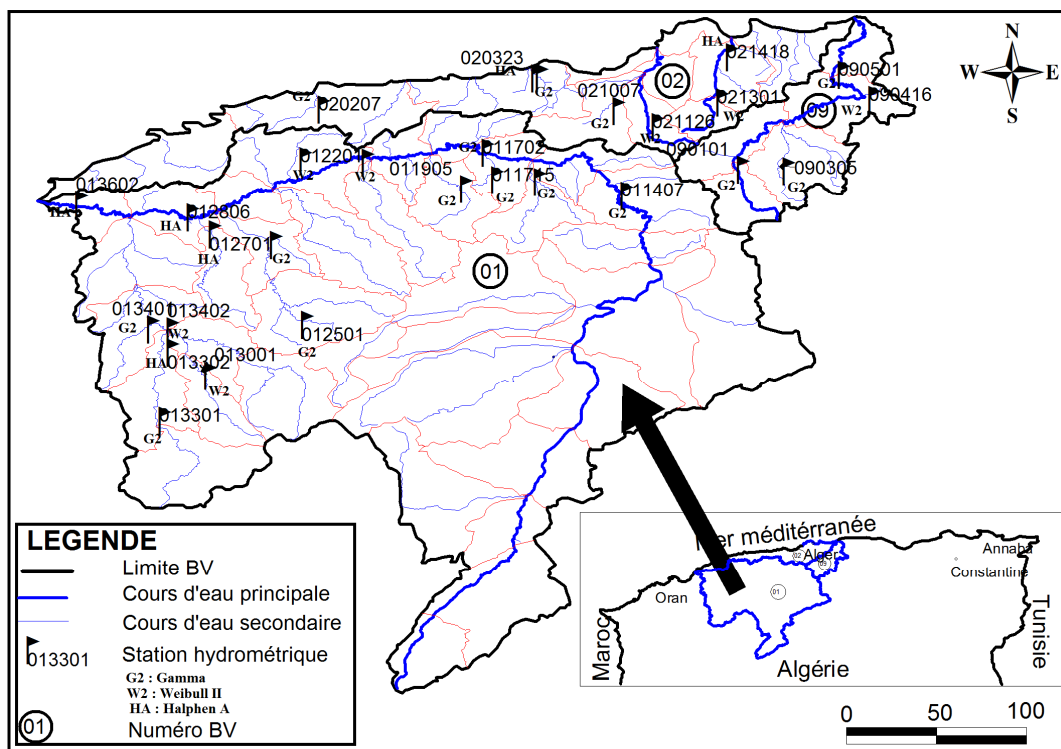 N
W E
S
HA
021418
020323
HA
G2
02
090501
G2
090416
021007
G2
021301
W2
09
W2
G2
020207
021126
W2
012201
W2
W2
011905
G2
011702
090101
G2
090305
G2
G2
G2
G2
011407
G2
013602
HA
012806
HA
012701
HA
G2
01
013401
G2
013402
W2
HA
013302
013001
W2
012501
G2
013301
G2
LEGENDE
Limite BV
Cours d'eau principale
Cours d'eau secondaire
013301
Station hydrométrique
G2 : Gamma
W2 : Weibull II
HA : Halphen A
01
Numéro BV
Mer méditérranée
Alger
02
09
01
Annaba
Constantine
Oran
Maroc
Algérie
Tunisie
0 50 100